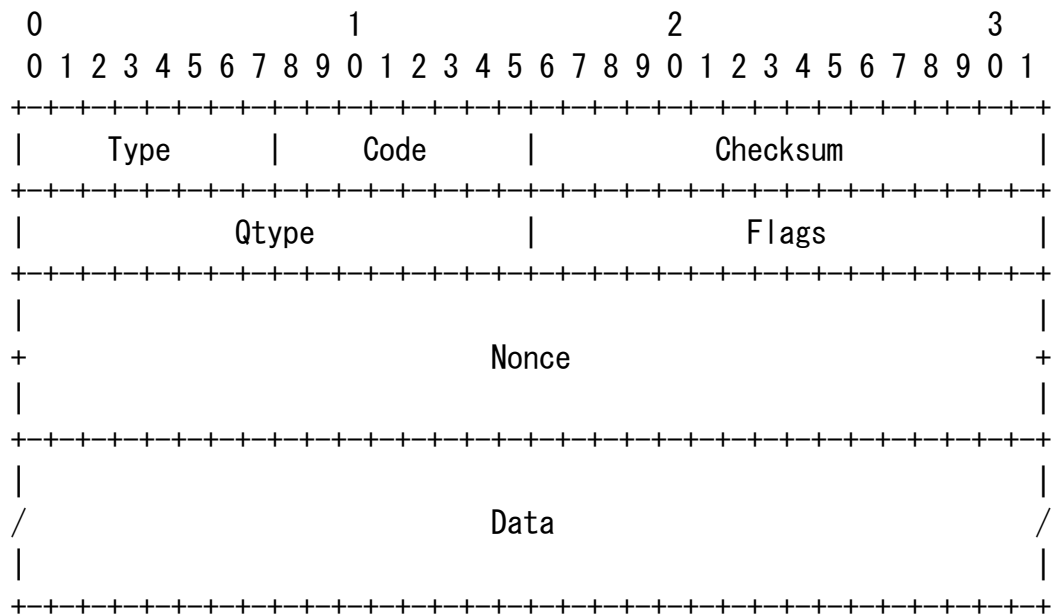 0                   1                   2                   3
0 1 2 3 4 5 6 7 8 9 0 1 2 3 4 5 6 7 8 9 0 1 2 3 4 5 6 7 8 9 0 1
+-+-+-+-+-+-+-+-+-+-+-+-+-+-+-+-+-+-+-+-+-+-+-+-+-+-+-+-+-+-+-+-+
|     Type      |     Code      |           Checksum            |
+-+-+-+-+-+-+-+-+-+-+-+-+-+-+-+-+-+-+-+-+-+-+-+-+-+-+-+-+-+-+-+-+
|             Qtype             |             Flags             |
+-+-+-+-+-+-+-+-+-+-+-+-+-+-+-+-+-+-+-+-+-+-+-+-+-+-+-+-+-+-+-+-+
|                                                               |
+                             Nonce                             +
|                                                               |
+-+-+-+-+-+-+-+-+-+-+-+-+-+-+-+-+-+-+-+-+-+-+-+-+-+-+-+-+-+-+-+-+
|                                                               |
/                             Data                              /
|                                                               |
+-+-+-+-+-+-+-+-+-+-+-+-+-+-+-+-+-+-+-+-+-+-+-+-+-+-+-+-+-+-+-+-+